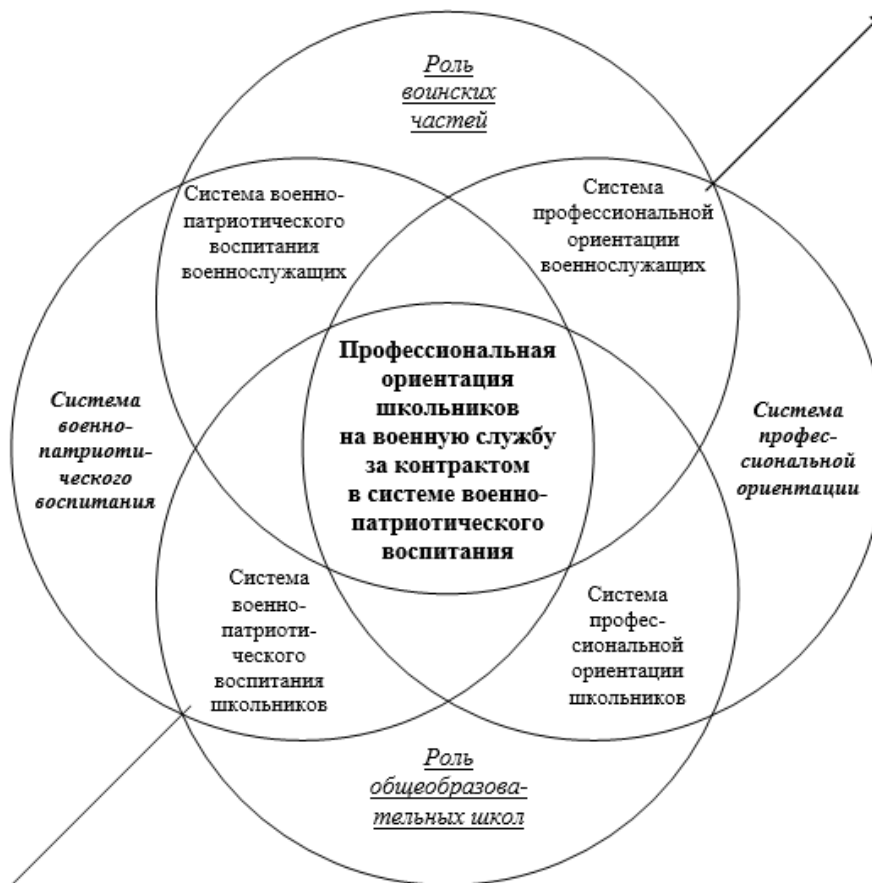 Роль
воинских
частей
Система военно-
патриотического
воспитания
военнослужащих
Система
профессиональной
ориентации
военнослужащих
Система
военно-
патриоти-
ческого
воспитания
Профессиональная
ориентация
школьников
на военную службу
за контрактом
в системе военно-
патриотического
воспитания
Система
профес-
сиональной
ориентации
Система
военно-
патриоти-
ческого
воспитания
школьников
Система
профес-
сиональной
ориентации
школьников
Роль
общеобразова-
тельных школ